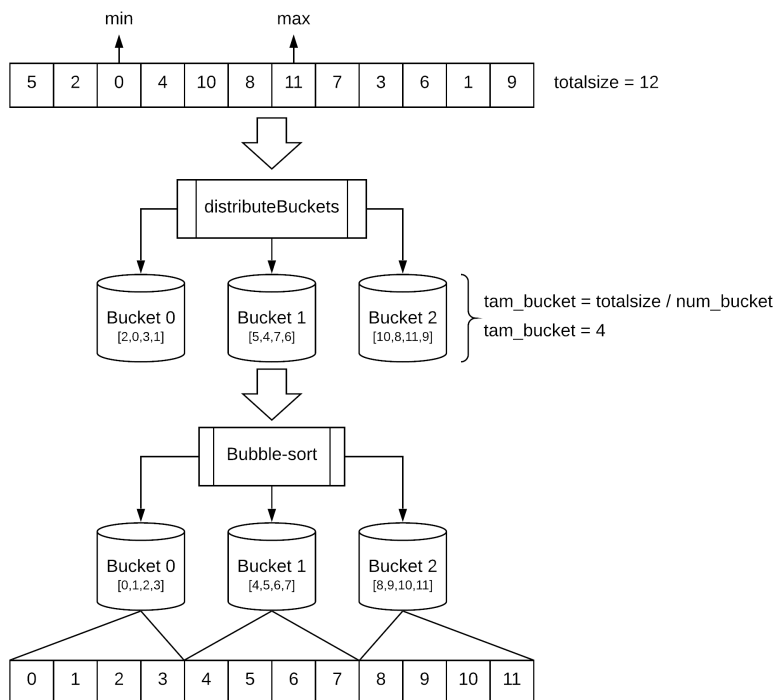 min max
5 2 0 4 10 8 11 7 3 6 1 9 totalsize = 12
distributeBuckets
Bucket 0 Bucket 1 Bucket 2
[2,0,3,1] [5,4,7,6] [10,8,11,9]
tam_bucket = totalsize / num_bucket
tam_bucket = 4
Bubble-sort
Bucket 0 Bucket 1 Bucket 2
[0,1,2,3] [4,5,6,7] [8,9,10,11]
0 1 2 3 4 5 6 7 8 9 10 11